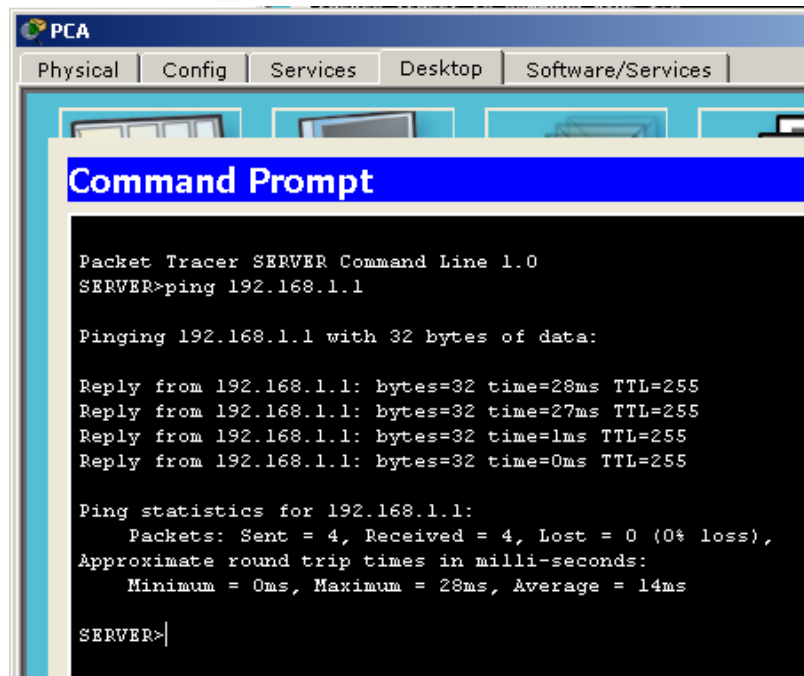 PCA
Physical Config Services Desktop Software/Services
Command Prompt
Packet Tracer SERVER Command Line 1.0
SERVER>ping 192.168.1.1
Pinging 192.168.1.1 with 32 bytes of data:
Reply from 192.168.1.1: bytes=32 time=28ms TTL=255
Reply from 192.168.1.1: bytes=32 time=27ms TTL=255
Reply from 192.168.1.1: bytes=32 time=1ms TTL=255
Reply from 192.168.1.1: bytes=32 time=0ms TTL=255
Ping statistics for 192.168.1.1:
Packets: Sent = 4, Received = 4, Lost = 0 (0% loss),
Approximate round trip times in milli-seconds:
Minimum = 0ms, Maximum = 28ms, Average = 14ms
SERVER>